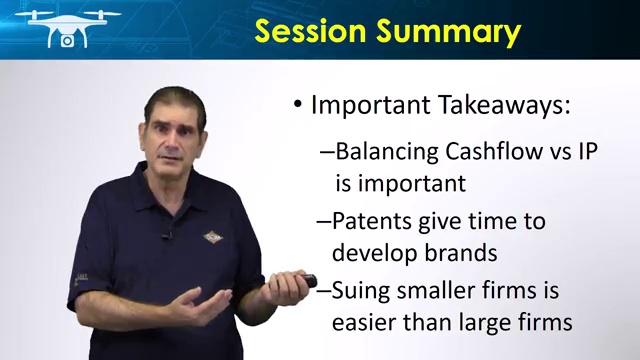 Session Summary
• Important Takeaways:
–Balancing Cashflow vs IP
is important
–Patents give time to
develop brands
–Suing smaller firms is
easier than large firms